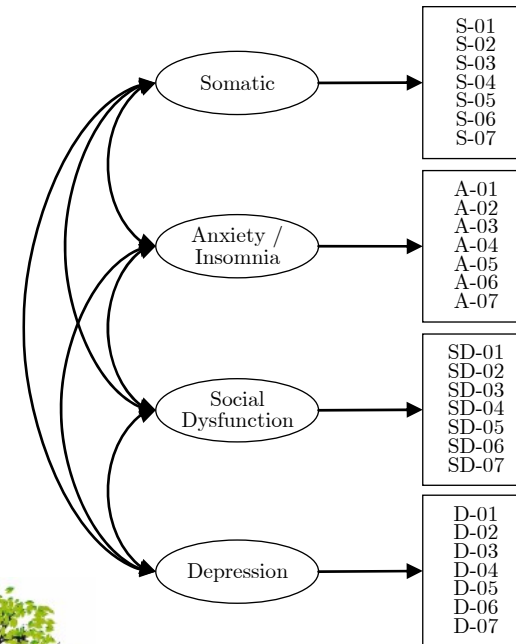 Somatic
S-01
S-02
S-03
S-04
S-05
S-06
S-07
Anxiety /
Insomnia
A-01
A-02
A-03
A-04
A-05
A-06
A-07
Social
Dysfunction
SD-01
SD-02
SD-03
SD-04
SD-05
SD-06
SD-07
Depression
D-01
D-02
D-03
D-04
D-05
D-06
D-07